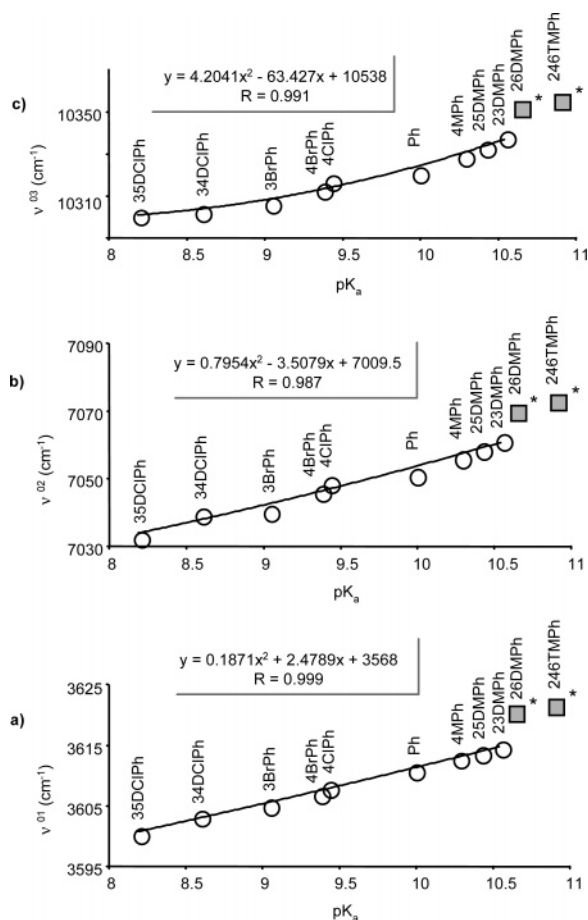 c)
y = 4.2041x² - 63.427x + 10538
R = 0.991
ν⁰³ (cm⁻¹)
10350
10310
35DClPh
34DClPh
3BrPh
4BrPh
4ClPh
Ph
4MPh
25DMPh
23DMPh
26DMPh
*
246TMPh
*
8 8.5 9 9.5 10 10.5 11
pKₐ
b)
y = 0.7954x² - 3.5079x + 7009.5
R = 0.987
ν⁰² (cm⁻¹)
7090
7070
7050
7030
35DClPh
34DClPh
3BrPh
4BrPh
4ClPh
Ph
4MPh
25DMPh
23DMPh
26DMPh
*
246TMPh
*
8 8.5 9 9.5 10 10.5 11
pKₐ
a)
y = 0.1871x² + 2.4789x + 3568
R = 0.999
ν⁰¹ (cm⁻¹)
3625
3615
3605
3595
35DClPh
34DClPh
3BrPh
4BrPh
4ClPh
Ph
4MPh
25DMPh
23DMPh
26DMPh
*
246TMPh
*
8 8.5 9 9.5 10 10.5 11
pKₐ